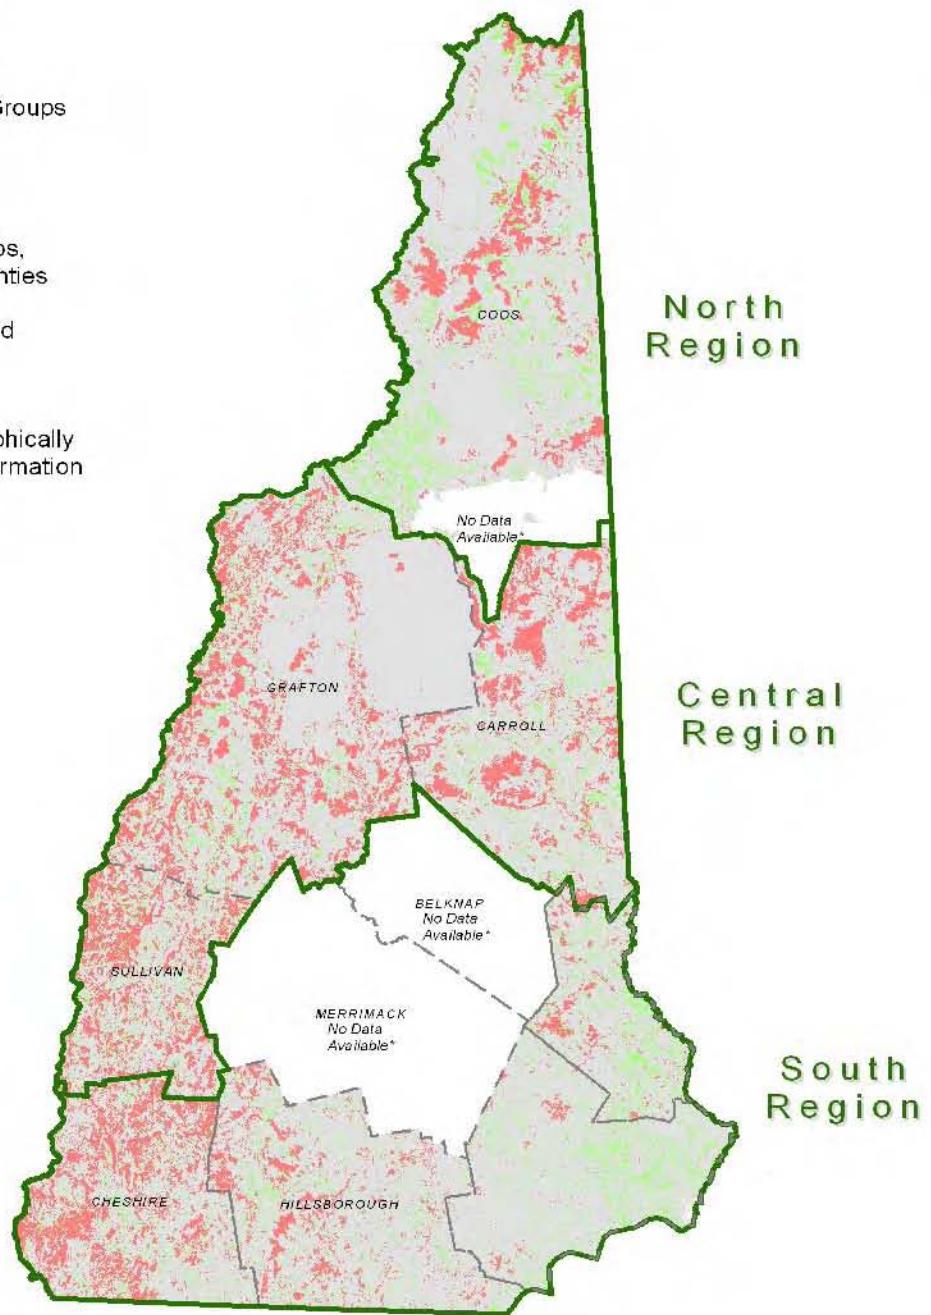 Groups
nties
d
phically
rmation
North
Region
COOS
No Data
Available*
GRAFTON
Central
Region
CARROLL
BELKNAP
No Data
Available*
SULLIVAN
MERRIMACK
No Data
Available*
South
Region
CHESHIRE
HILLSBOROUGH